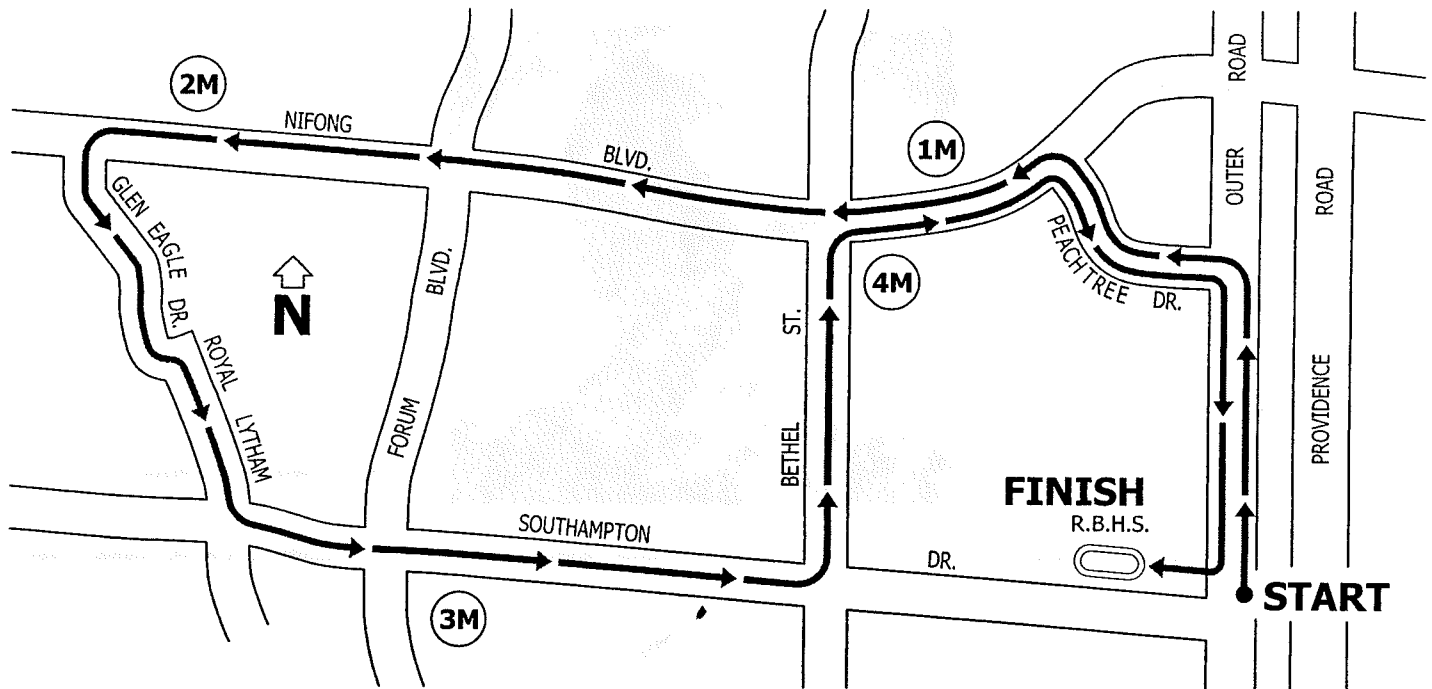 2M
NIFONG
BLVD.
1M
OUTER
ROAD
ROAD
GLEN EAGLE DR.
N
BLVD.
PEACHTREE DR.
4M
ST.
ROYAL LYTHAM
FORUM
BETHEL
PROVIDENCE
FINISH
R.B.H.S.
SOUTHAMPTON
DR.
START
3M